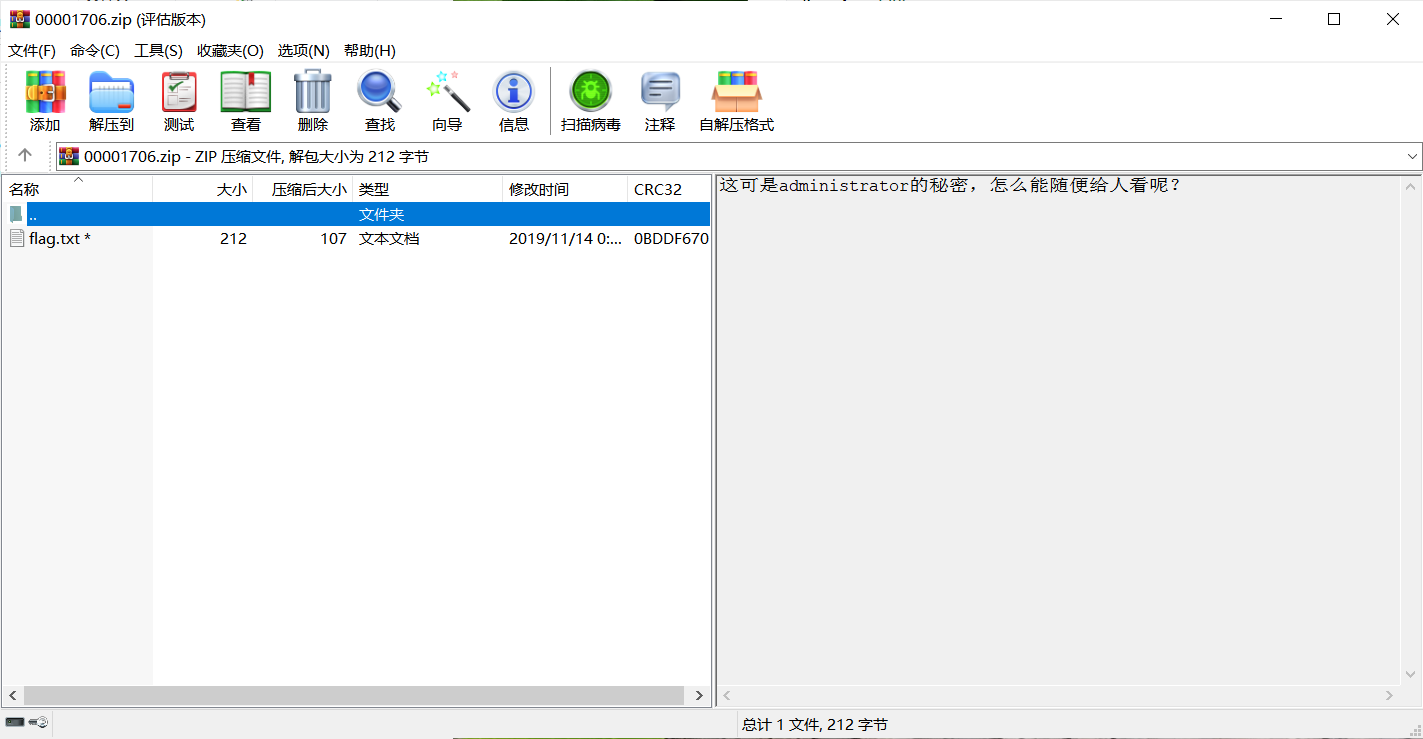 00001706.zip (评估版本)
文件(F) 命令(C) 工具(S) 收藏夹(O) 选项(N) 帮助(H)
添加 解压到 测试 查看 删除 查找 向导 信息 扫描病毒 注释 自解压格式
00001706.zip - ZIP 压缩文件, 解包大小为 212 字节
名称 大小 压缩后大小 类型 修改时间 CRC32
.. 文件夹
flag.txt * 212 107 文本文档 2019/11/14 0:... 0BDDF670
这可是administrator的秘密，怎么能随便给人看呢？
总计 1 文件, 212 字节